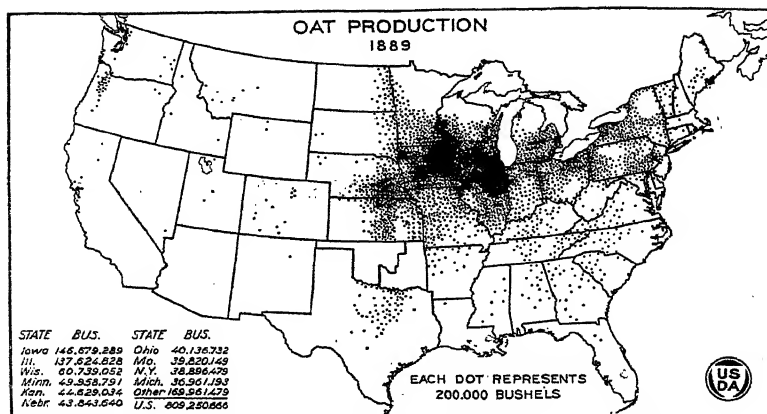 OAT PRODUCTION
1889
STATE BUS. STATE BUS.
Iowa 146,679,289 Ohio 40,136,732
Ill. 137,624,828 Mo. 39,820,149
Wis. 60,739,052 N.Y. 38,896,479
Minn. 49,958,791 Mich. 36,961,193
Kan. 44,629,034 Other 169,961,479
Nebr. 43,843,640 U.S. 809,250,666
EACH DOT REPRESENTS
200,000 BUSHELS
US
DA